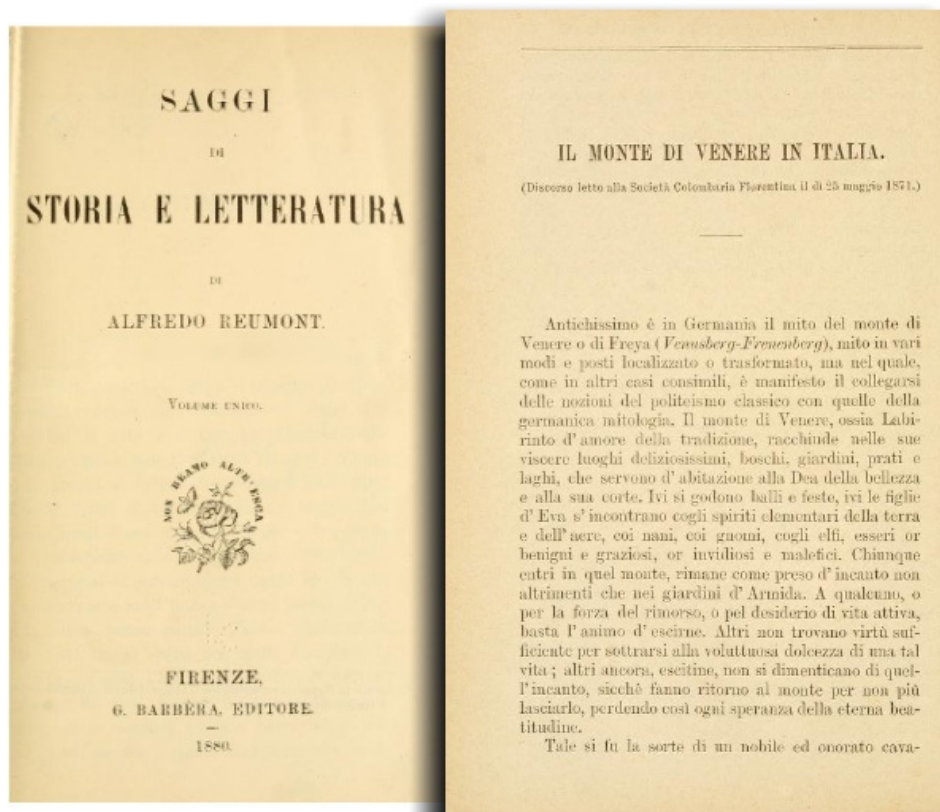 SAGGI
DI
STORIA E LETTERATURA
DI
ALFREDO REUMONT.
VOLUME UNICO.
NON BRAMO ALTR' ESCA
FIRENZE,
G. BARBÈRA, EDITORE.
1880.
IL MONTE DI VENERE IN ITALIA.
(Discorso letto alla Società Colombaria Fiorentina il dì 25 maggio 1871.)
Antichissimo è in Germania il mito del monte di
Venere o di Freya (Venusberg-Freuenberg), mito in vari
modi e posti localizzato o trasformato, ma nel quale,
come in altri casi consimili, è manifesto il collegarsi
delle nozioni del politeismo classico con quelle della
germanica mitologia. Il monte di Venere, ossia Labi-
rinto d' amore della tradizione, racchiude nelle sue
viscere luoghi deliziosissimi, boschi, giardini, prati e
laghi, che servono d' abitazione alla Dea della bellezza
e alla sua corte. Ivi si godono balli e feste, ivi le figlie
d' Eva s' incontrano cogli spiriti elementari della terra
e dell' aere, coi nani, coi gnomi, cogli elfi, esseri or
benigni e graziosi, or invidiosi e malefici. Chiunque
entri in quel monte, rimane come preso d' incanto non
altrimenti che nei giardini d' Armida. A qualcuno, o
per la forza del rimorso, o pel desiderio di vita attiva,
basta l' animo d' escirne. Altri non trovano virtù suf-
ficiente per sottrarsi alla voluttuosa dolcezza di una tal
vita ; altri ancora, escitine, non si dimenticano di quel-
l' incanto, sicchè fanno ritorno al monte per non più
lasciarlo, perdendo così ogni speranza della eterna bea-
titudine.
Tale si fu la sorte di un nobile ed onorato cava-